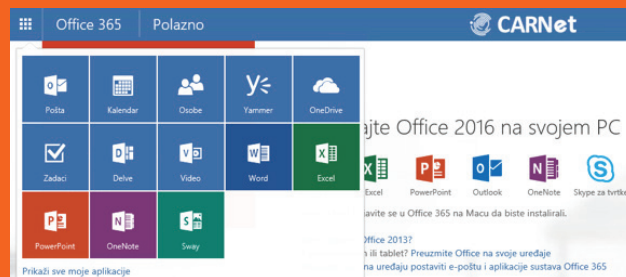 Office 365 Polazno CARNet
Pošta Kalendar Osobe Yammer OneDrive
Zadaci Delve Video Word Excel
PowerPoint OneNote Sway
Prikaži sve moje aplikacije
Office 2016 na svojem PC
Excel PowerPoint Outlook OneNote Skype za tvrtke
se u Office 365 na Macu da biste instalirali.
Office 2013?
ili tablet? Preuzmite Office na svoje uređaje
na uređaju postaviti e-poštu i aplikacije sustava Office 365